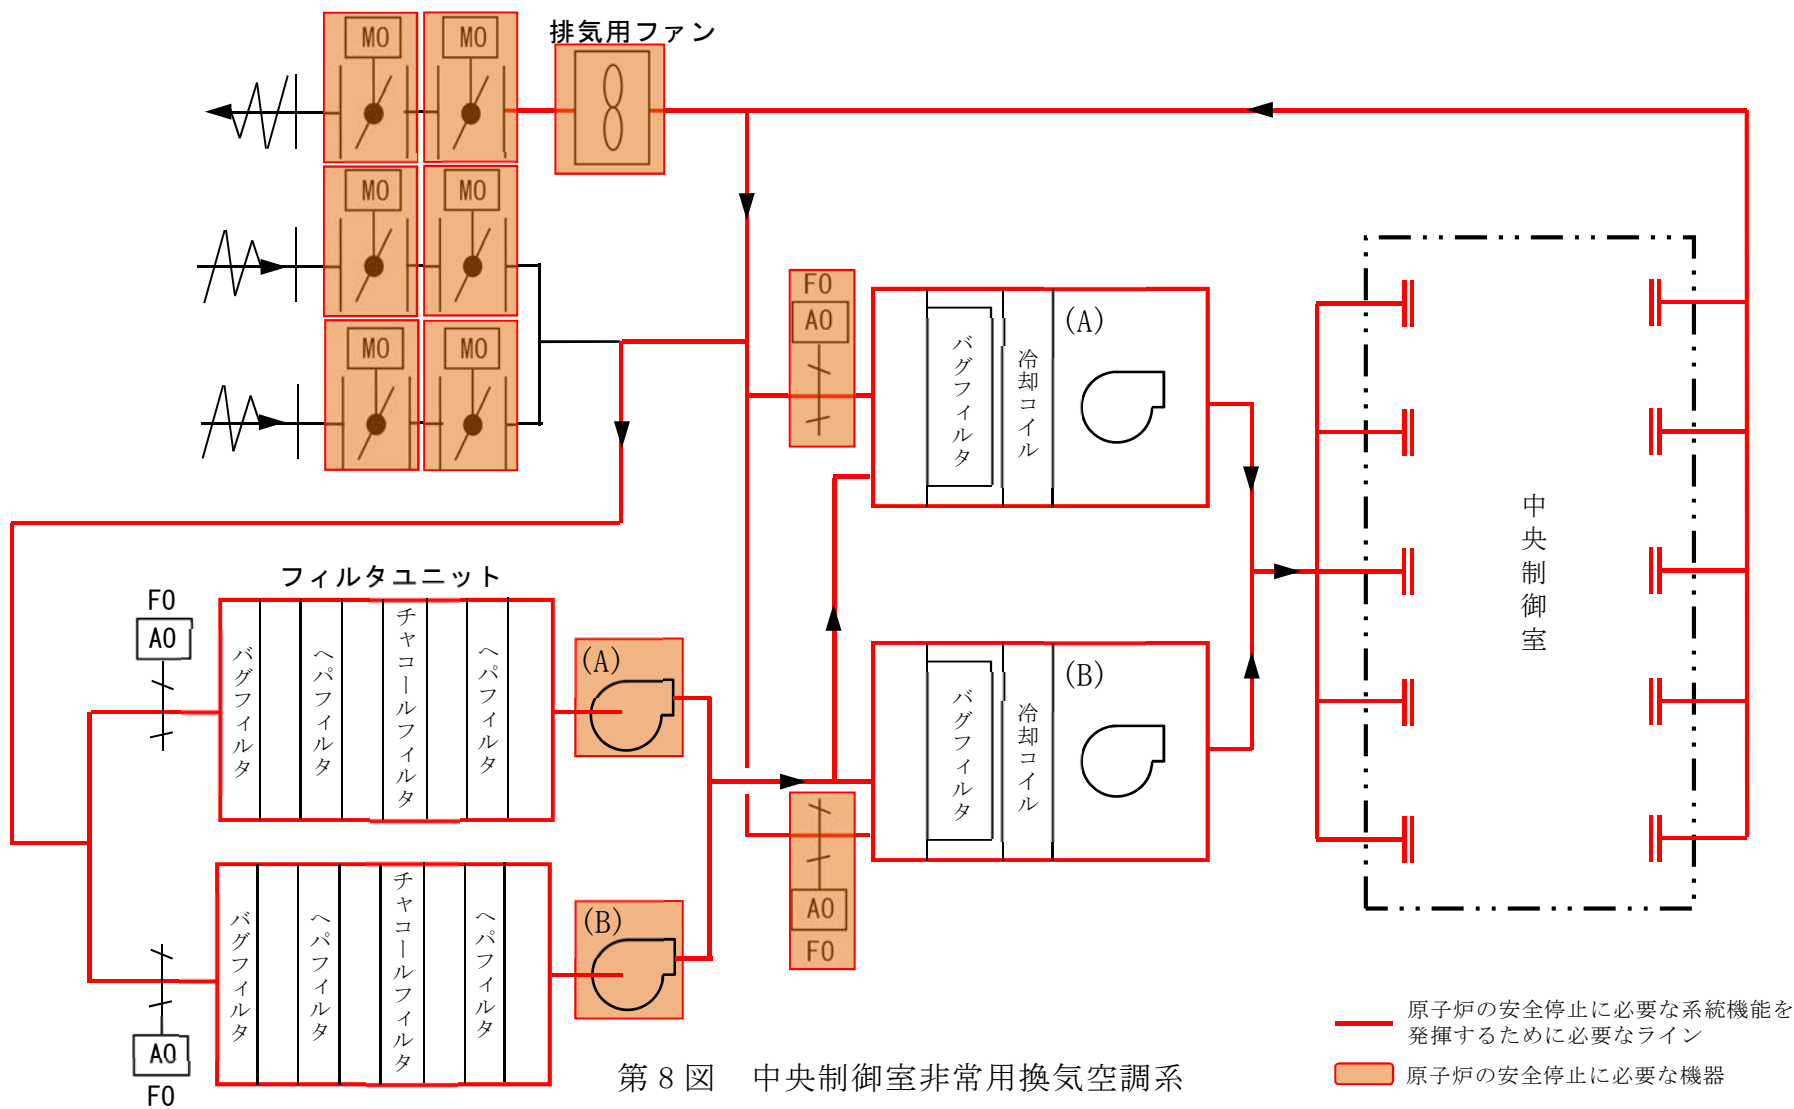 排気用ファン
MO
MO
MO
MO
MO
MO
FO
AO
(A)
バグフィルタ
冷却コイル
中央制御室
フィルタユニット
FO
AO
バグフィルタ
ヘパフィルタ
チャコールフィルタ
ヘパフィルタ
(A)
(B)
バグフィルタ
冷却コイル
バグフィルタ
ヘパフィルタ
チャコールフィルタ
ヘパフィルタ
(B)
AO
FO
AO
FO
原子炉の安全停止に必要な系統機能を
発揮するために必要なライン
原子炉の安全停止に必要な機器
第8図 中央制御室非常用換気空調系